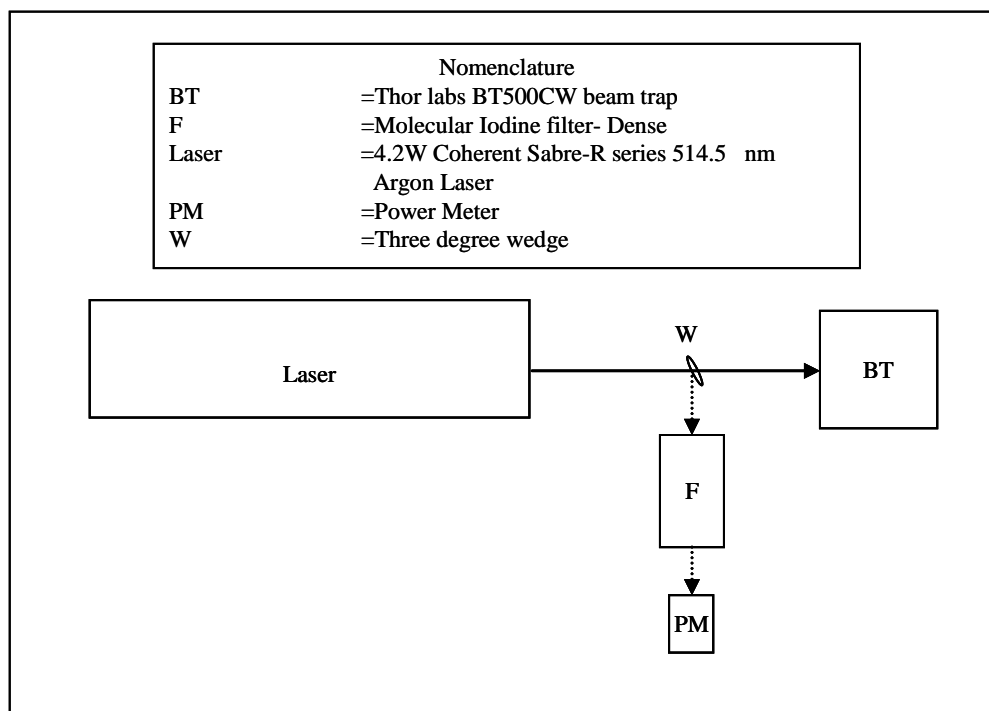 Nomenclature
BT =Thor labs BT500CW beam trap
F =Molecular Iodine filter- Dense
Laser =4.2W Coherent Sabre-R series 514.5 nm
Argon Laser
PM =Power Meter
W =Three degree wedge
W
Laser
BT
F
PM